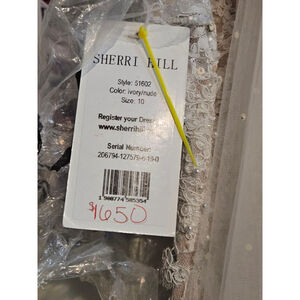 SHERRI HILL
Style: 51602
Color: ivory/nude
Size: 10
Register your Dress
www.sherrihill
Serial Number:
206794-127579-6-19-0
$1650